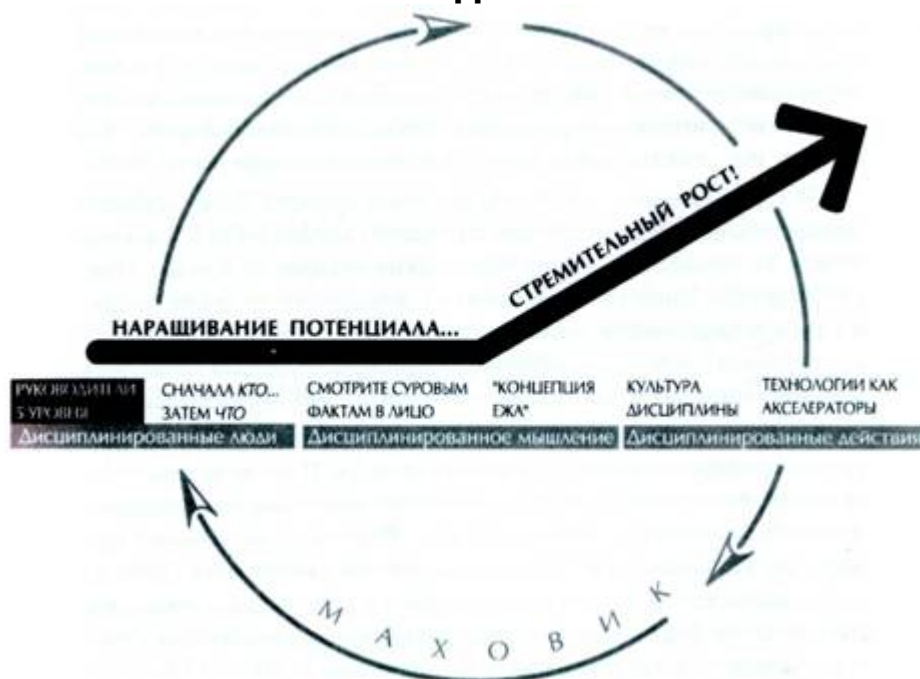 НАРАЩИВАНИЕ ПОТЕНЦИАЛА...
СТРЕМИТЕЛЬНЫЙ РОСТ!
РУКОВОДИТЕЛИ
5 УРОВНЯ
СНАЧАЛА КТО...
ЗАТЕМ ЧТО
СМОТРИТЕ СУРОВЫМ
ФАКТАМ В ЛИЦО
"КОНЦЕПЦИЯ
ЕЖА"
КУЛЬТУРА
ДИСЦИПЛИНЫ
ТЕХНОЛОГИИ КАК
АКСЕЛЕРАТОРЫ
Дисциплинированные люди
Дисциплинированное мышление
Дисциплинированные действия
МАХОВИК